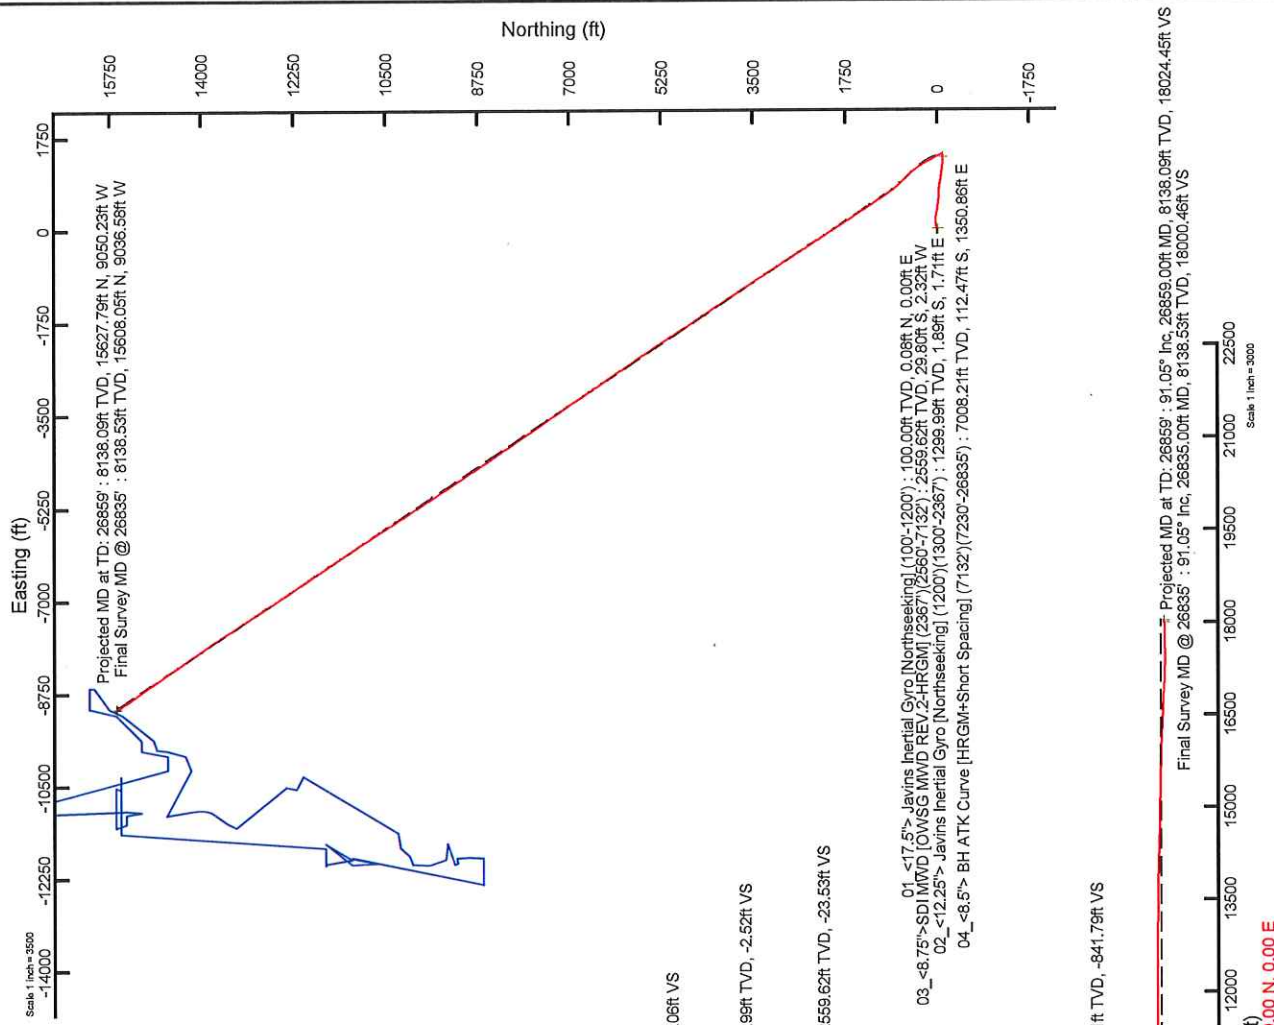 Northing (ft)
15750
14000
12250
10500
8750
7000
5250
3500
1750
0
-1750
Easting (ft)
1750
0
-1750
-3500
-5250
-7000
-8750
-10500
-12250
-14000
Scale 1 inch = 3500
Projected MD at TD: 26859' : 8138.09ft TVD, 15627.79ft N, 9050.23ft W
Final Survey MD @ 26835' : 8138.53ft TVD, 15608.05ft N, 9036.58ft W
01_<17.5"> Javins Inertial Gyro [Northseeking] (100'-1200') : 100.00ft TVD, 0.08ft N, 0.00ft E
03_<8.75">SDI MWD [OWSG MWD REV.2-HRGM] (2367')(2560'-7132') : 2559.62ft TVD, 29.80ft S, 2.32ft W
02_<12.25"> Javins Inertial Gyro [Northseeking] (1200')(1300'-2367') : 1299.99ft TVD, 1.89ft S, 1.71ft E
04_<8.5"> BH ATK Curve [HRGM+Short Spacing] (7132')(7230'-26835') : 7008.21ft TVD, 112.47ft S, 1350.86ft E
.06ft VS
.99ft TVD, -2.52ft VS
559.62ft TVD, -23.53ft VS
ft TVD, -841.79ft VS
Projected MD at TD: 26859' : 91.05° Inc, 26859.00ft MD, 8138.09ft TVD, 18024.45ft VS
Final Survey MD @ 26835' : 91.05° Inc, 26835.00ft MD, 8138.53ft TVD, 18000.46ft VS
12000
13500
15000
16500
18000
19500
21000
22500
Scale 1 inch = 3000
t)
.00 N, 0.00 E